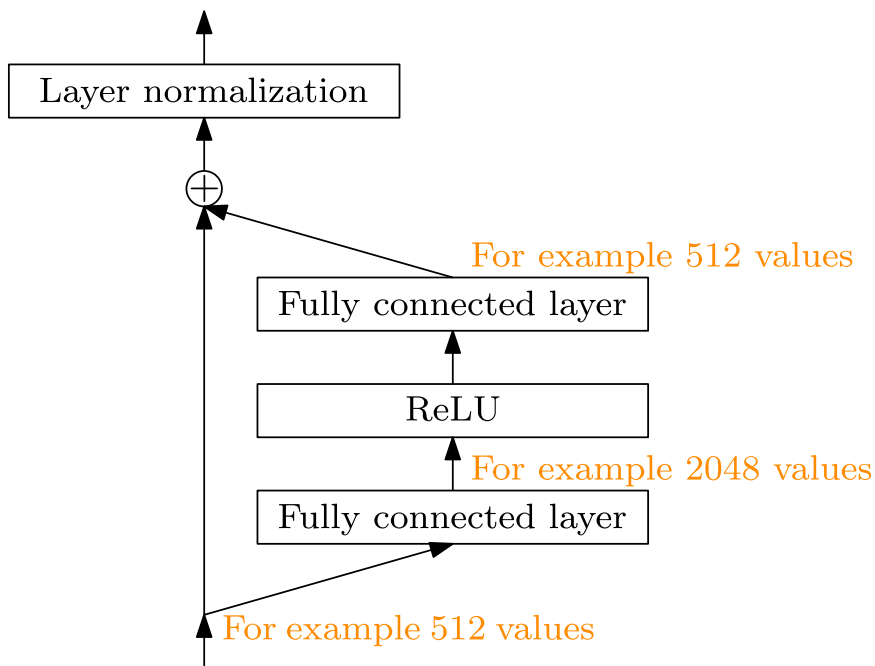 Layer normalization
For example 512 values
Fully connected layer
ReLU
For example 2048 values
Fully connected layer
For example 512 values